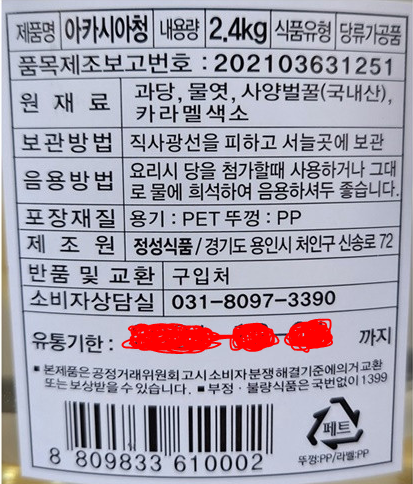 제품명 아카시아청 내용량 2.4kg 식품유형 당류가공품
품목제조보고번호 : 202103631251
원 재 료 과당, 물엿, 사양벌꿀(국내산),
카라멜색소
보관방법 직사광선을 피하고 서늘곳에 보관
음용방법 요리시 당을 첨가할때 사용하거나 그대
로 물에 희석하여 음용하셔두 좋습니다.
포장재질 용기 : PET 뚜껑 : PP
제 조 원 정성식품 / 경기도 용인시 처인구 신송로 72
반품 및 교환 구입처
소비자상담실 031-8097-3390
유통기한 : 까지
■ 본제품은 공정거래위원회 고시 소비자 분쟁 해결기준에 의거 교환
또는 보상받을 수 있습니다. ■ 부정·불량식품은 국번없이 1399
페트
8 809833 610002
뚜껑:PP/라벨:PP